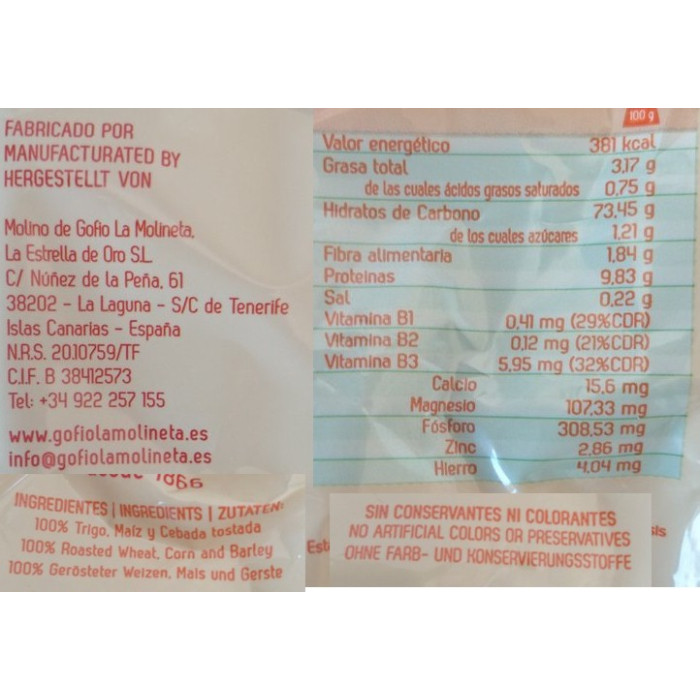 FABRICADO POR
MANUFACTURATED BY
HERGESTELLT VON
Molino de Gofio La Molineta,
La Estrella de Oro S.L.
C/ Núñez de la Peña, 61
38202 - La Laguna - S/C de Tenerife
Islas Canarias - España
N.R.S. 20.10759/TF
C.I.F. B 38412573
Tel: +34 922 257 155
www.gofiolamolineta.es
info@gofiolamolineta.es
INGREDIENTES | INGREDIENTS | ZUTATEN:
100% Trigo, Maíz y Cebada tostada
100% Roasted Wheat, Corn and Barley
100% Gerösteter Weizen, Mais und Gerste
100 g
Valor energético 381 kcal
Grasa total 3,17 g
de las cuales ácidos grasos saturados 0,75 g
Hidratos de Carbono 73,45 g
de los cuales azúcares 1,21 g
Fibra alimentaria 1,84 g
Proteinas 9,83 g
Sal 0,22 g
Vitamina B1 0,41 mg (29%CDR)
Vitamina B2 0,12 mg (21%CDR)
Vitamina B3 5,95 mg (32%CDR)
Calcio 15,6 mg
Magnesio 107,33 mg
Fósforo 308,53 mg
Zinc 2,86 mg
Hierro 4,04 mg
SIN CONSERVANTES NI COLORANTES
NO ARTIFICIAL COLORS OR PRESERVATIVES
OHNE FARB- UND KONSERVIERUNGSSTOFFE